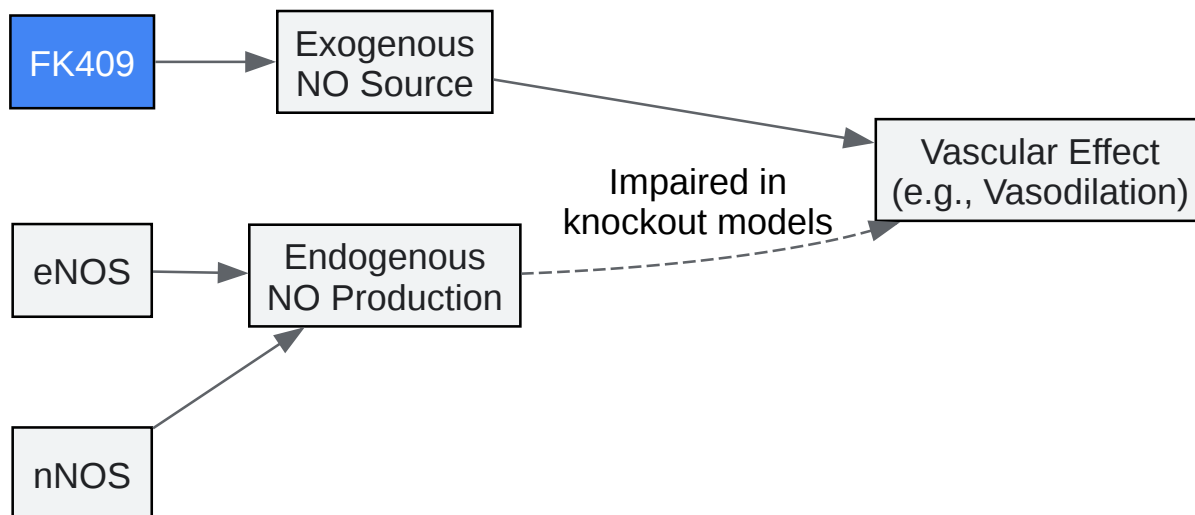 FK409
Exogenous
NO Source
Vascular Effect
(e.g., Vasodilation)
Impaired in
knockout models
eNOS
Endogenous
NO Production
nNOS